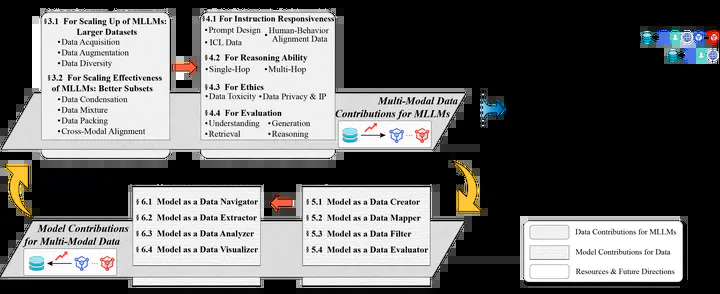 §3.1 For Scaling Up of MLLMs:
Larger Datasets
• Data Acquisition
• Data Augmentation
• Data Diversity
§3.2 For Scaling Effectiveness
of MLLMs: Better Subsets
• Data Condensation
• Data Mixture
• Data Packing
• Cross-Modal Alignment
§4.1 For Instruction Responsiveness
• Prompt Design • Human-Behavior
• ICL Data Alignment Data
§4.2 For Reasoning Ability
• Single-Hop • Multi-Hop
§4.3 For Ethics
• Data Toxicity • Data Privacy & IP
§4.4 For Evaluation
• Understanding • Generation
• Retrieval • Reasoning
Multi-Modal Data
Contributions for MLLMs
Model Contributions
for Multi-Modal Data
§ 6.1 Model as a Data Navigator
§ 6.2 Model as a Data Extractor
§ 6.3 Model as a Data Analyzer
§ 6.4 Model as a Data Visualizer
§ 5.1 Model as a Data Creator
§ 5.2 Model as a Data Mapper
§ 5.3 Model as a Data Filter
§ 5.4 Model as a Data Evaluator
Data Contributions for MLLMs
Model Contributions for Data
Resources & Future Directions